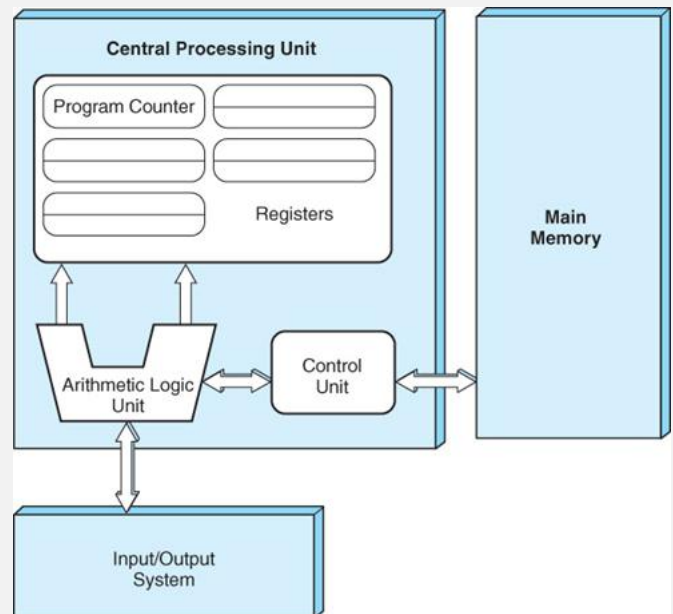 Central Processing Unit
Program Counter
Registers
Main
Memory
Arithmetic Logic
Unit
Control
Unit
Input/Output
System